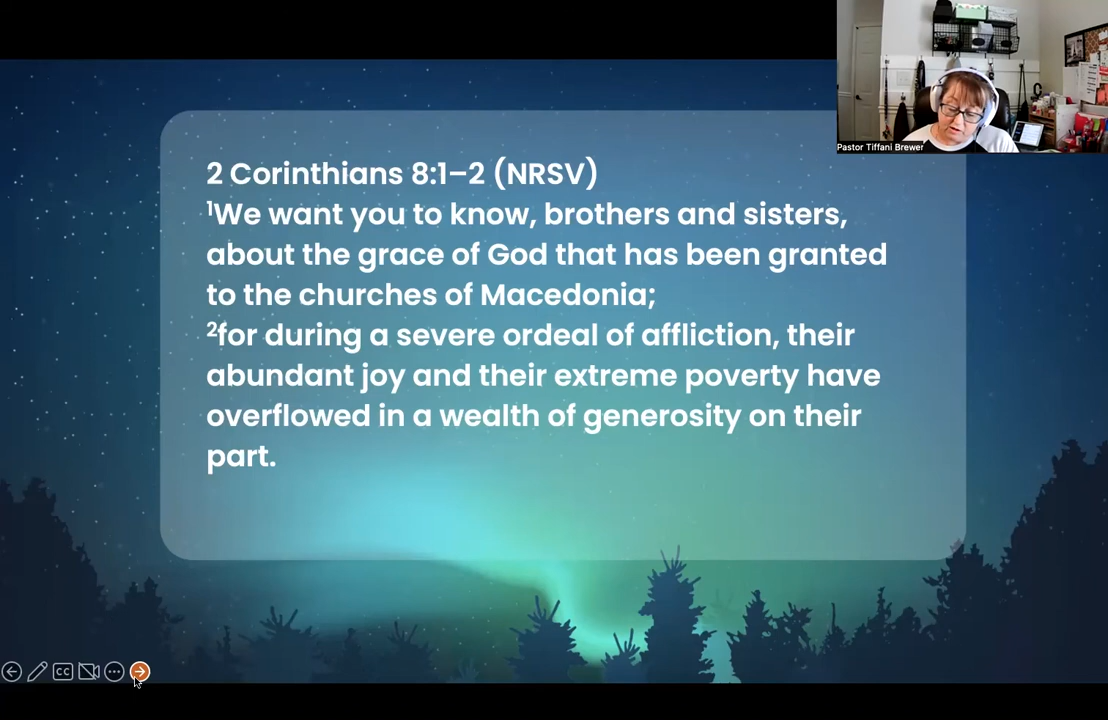 Pastor Tiffani Brewer
2 Corinthians 8:1–2 (NRSV)
¹We want you to know, brothers and sisters,
about the grace of God that has been granted
to the churches of Macedonia;
²for during a severe ordeal of affliction, their
abundant joy and their extreme poverty have
overflowed in a wealth of generosity on their
part.
CC